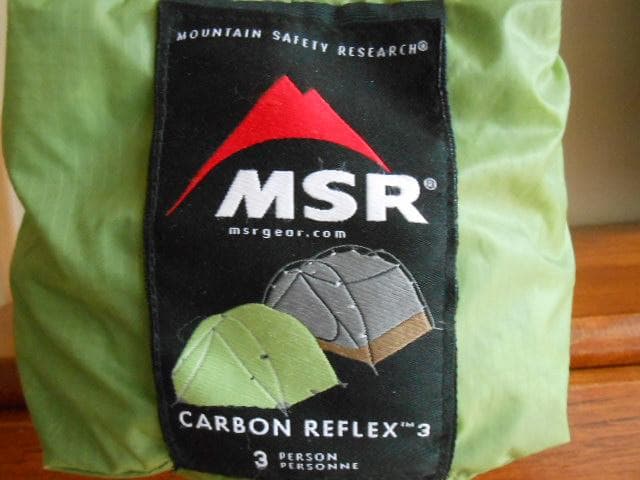 MOUNTAIN SAFETY RESEARCH®
MSR®
msrgear.com
CARBON REFLEX™3
3 PERSON
PERSONNE